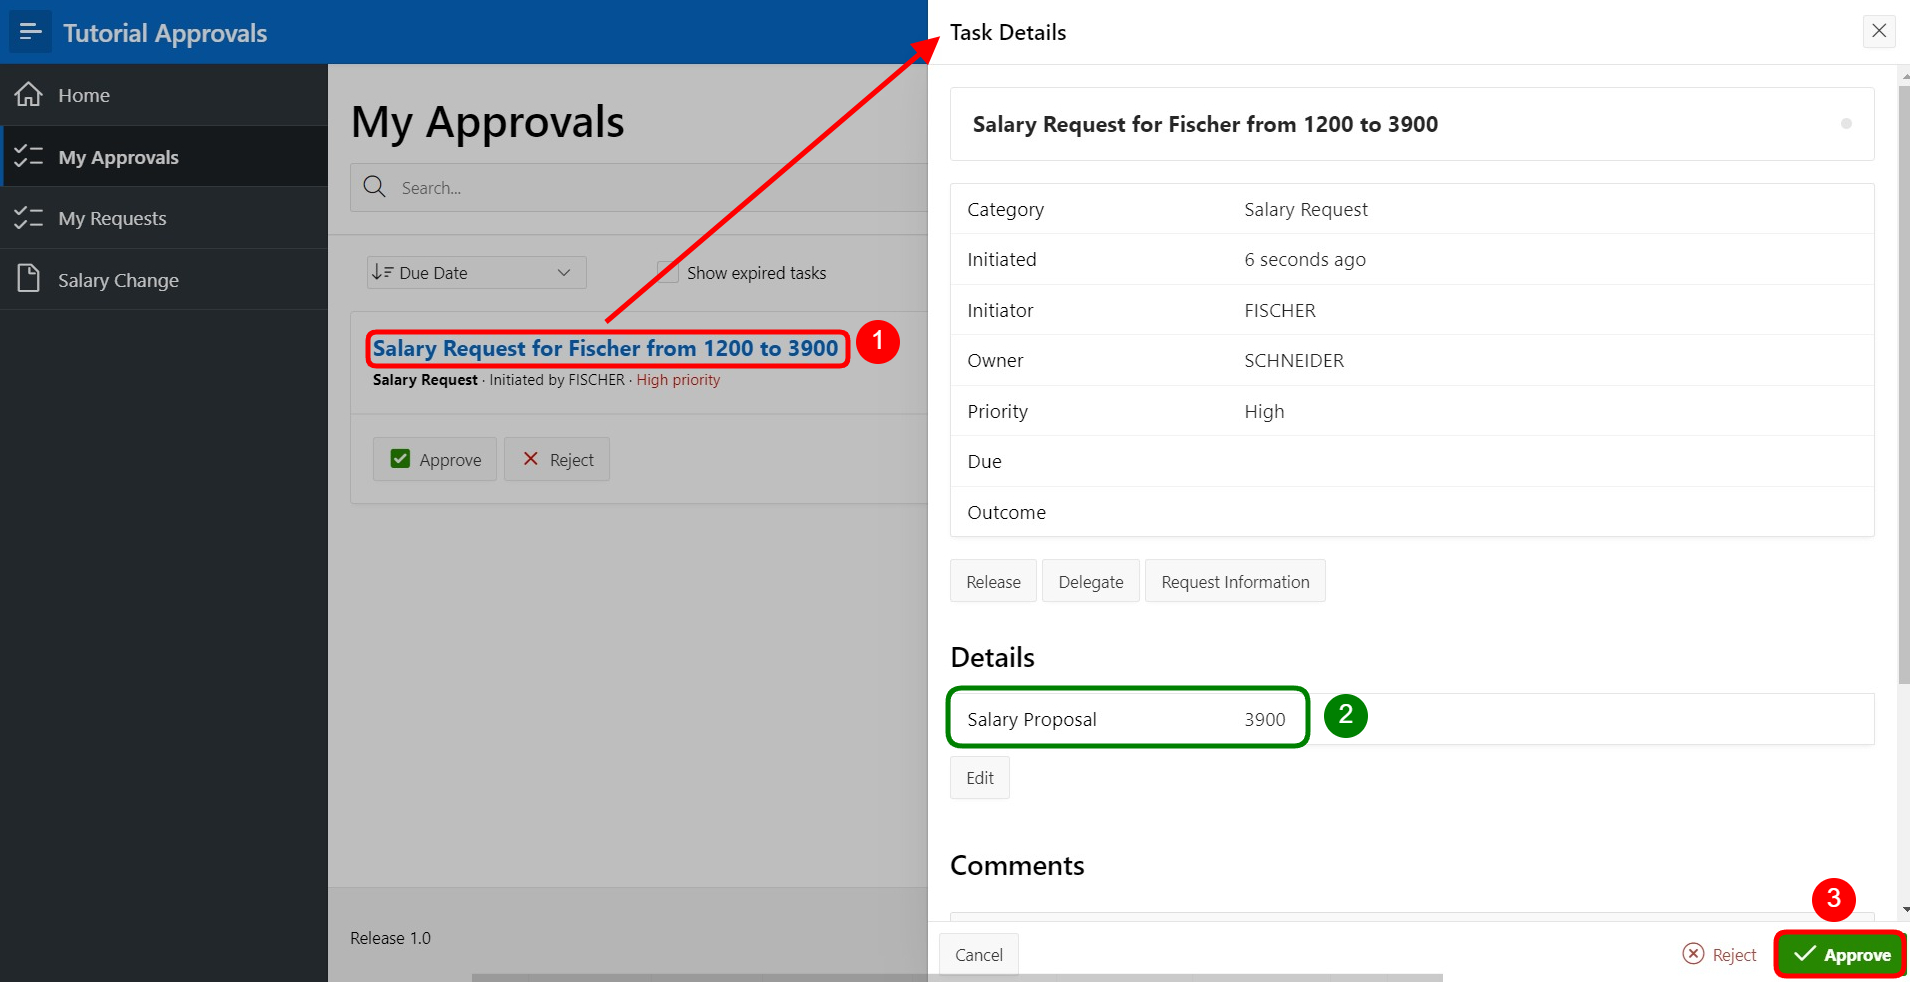 Tutorial Approvals
Home
My Approvals
My Requests
Salary Change
My Approvals
Search...
Due Date
Show expired tasks
Salary Request for Fischer from 1200 to 3900
1
Salary Request · Initiated by FISCHER · High priority
Approve Reject
Release 1.0
Task Details
Salary Request for Fischer from 1200 to 3900
Category Salary Request
Initiated 6 seconds ago
Initiator FISCHER
Owner SCHNEIDER
Priority High
Due
Outcome
Release Delegate Request Information
Details
Salary Proposal 3900
2
Edit
Comments
3
Cancel Reject Approve